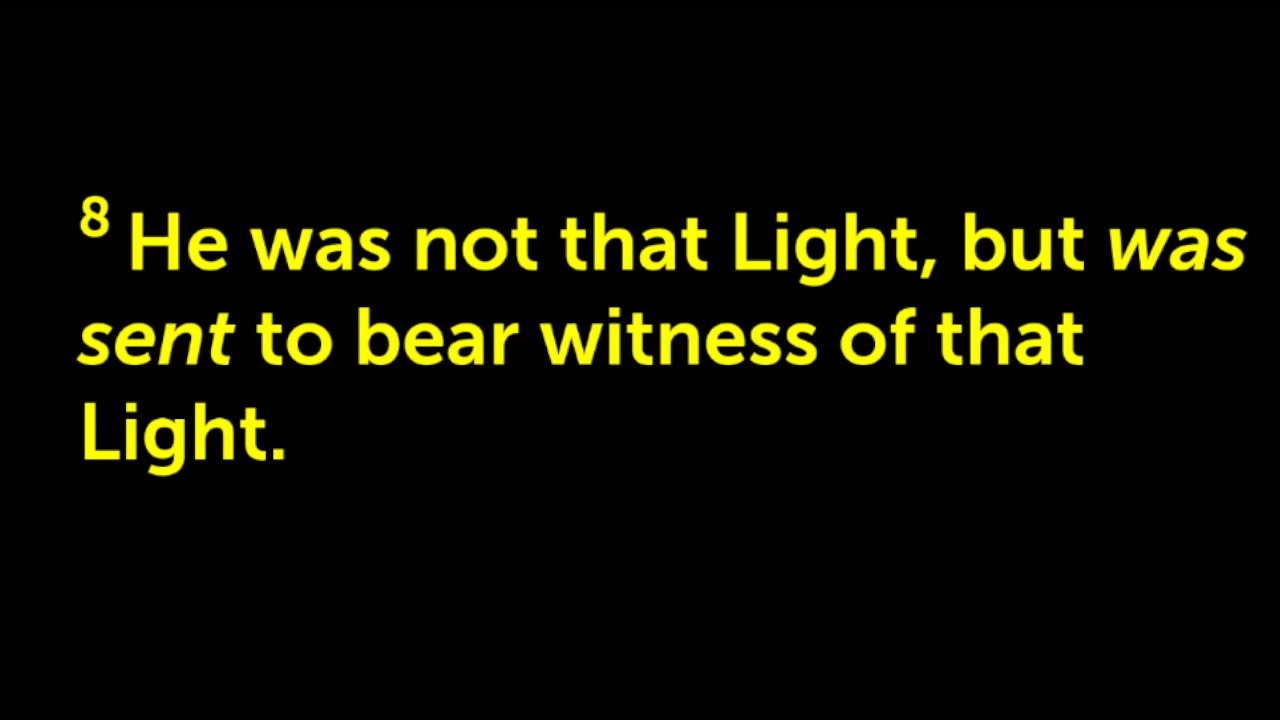 8 He was not that Light, but was
sent to bear witness of that
Light.